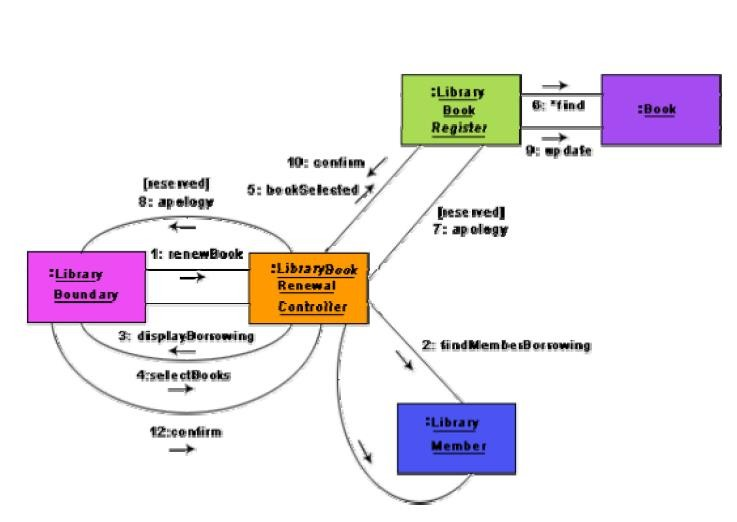 :Library
Book
Register
6: *find
:Book
9: update
10: confirm
5: bookSelected
[reserved]
8: apology
[reserved]
7: apology
1: renewBook
:Library
Boundary
:LibraryBook
Renewal
Controller
3: displayBorrowing
2: findMemberBorrowing
4:selectBooks
:Library
Member
12:confirm